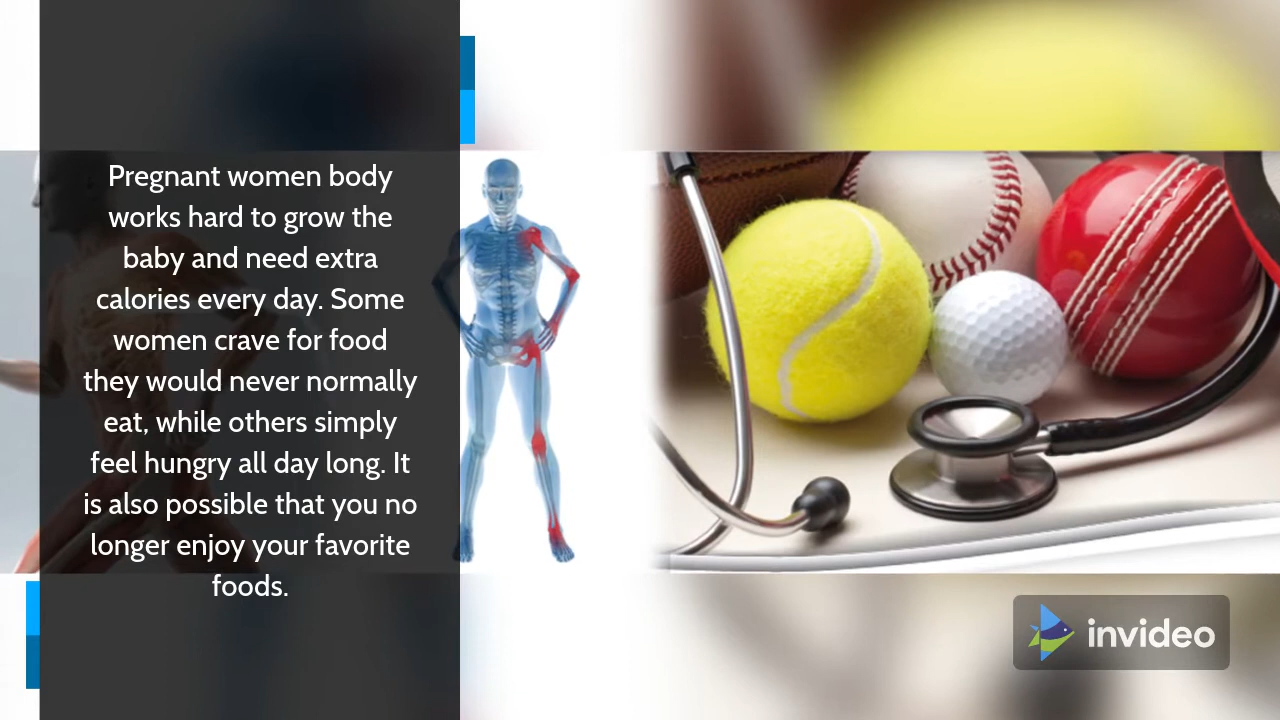 Pregnant women body
works hard to grow the
baby and need extra
calories every day. Some
women crave for food
they would never normally
eat, while others simply
feel hungry all day long. It
is also possible that you no
longer enjoy your favorite
foods.
invideo